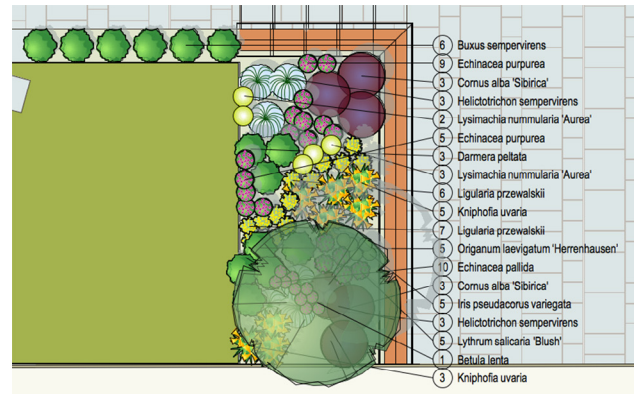 6 Buxus sempervirens
9 Echinacea purpurea
3 Cornus alba 'Sibirica'
3 Helictotrichon sempervirens
2 Lysimachia nummularia 'Aurea'
5 Echinacea purpurea
3 Darmera peltata
3 Lysimachia nummularia 'Aurea'
6 Ligularia przewalskii
5 Kniphofia uvaria
7 Ligularia przewalskii
5 Origanum laevigatum 'Herrenhausen'
10 Echinacea pallida
3 Cornus alba 'Sibirica'
5 Iris pseudacorus variegata
3 Helictotrichon sempervirens
5 Lythrum salicaria 'Blush'
1 Betula lenta
3 Kniphofia uvaria